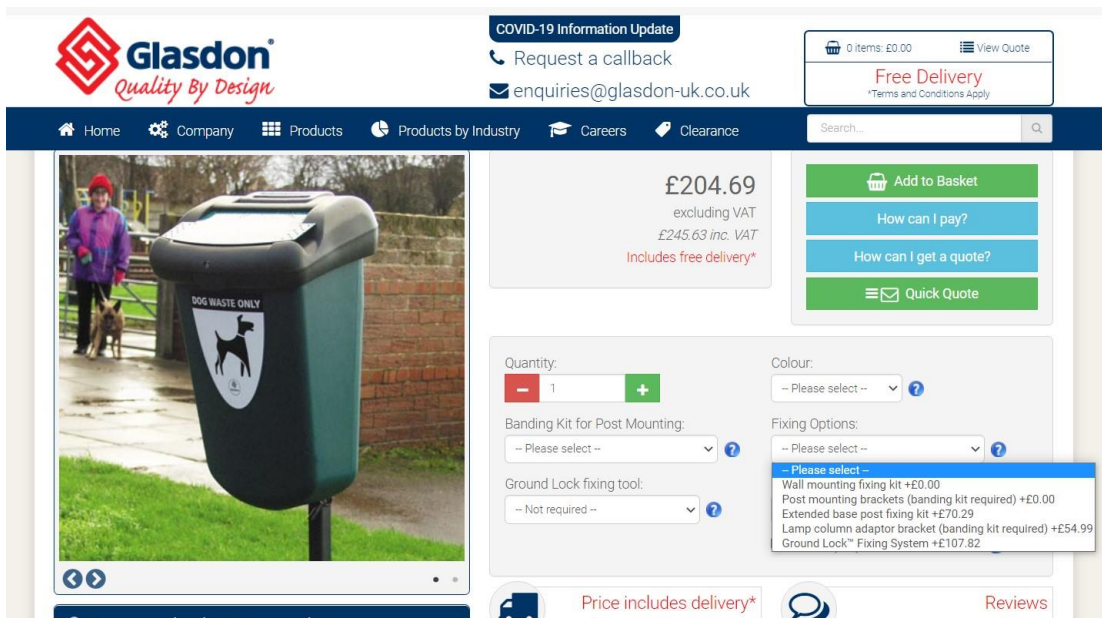 Glasdon®
Quality By Design
COVID-19 Information Update
Request a callback
enquiries@glasdon-uk.co.uk
0 items: £0.00
View Quote
Free Delivery
*Terms and Conditions Apply
Home
Company
Products
Products by Industry
Careers
Clearance
Search...
DOG WASTE ONLY
£204.69
excluding VAT
£245.63 inc. VAT
Includes free delivery*
Add to Basket
How can I pay?
How can I get a quote?
Quick Quote
Quantity:
1
Colour:
-- Please select --
Banding Kit for Post Mounting:
-- Please select --
Fixing Options:
-- Please select --
Ground Lock fixing tool:
-- Not required --
-- Please select --
Wall mounting fixing kit +£0.00
Post mounting brackets (banding kit required) +£0.00
Extended base post fixing kit +£70.29
Lamp column adaptor bracket (banding kit required) +£54.99
Ground Lock™ Fixing System +£107.82
Price includes delivery*
Reviews